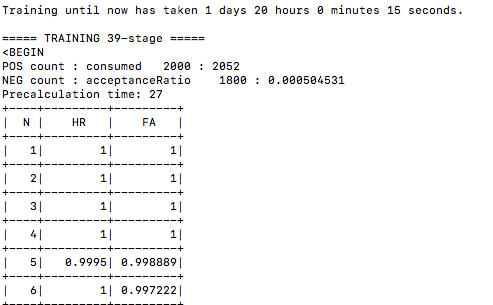 Training until now has taken 1 days 20 hours 0 minutes 15 seconds.

===== TRAINING 39-stage =====
<BEGIN
POS count : consumed   2000 : 2052
NEG count : acceptanceRatio    1800 : 0.000504531
Precalculation time: 27
+----+---------+---------+
|  N |    HR   |    FA   |
+----+---------+---------+
|   1|        1|        1|
+----+---------+---------+
|   2|        1|        1|
+----+---------+---------+
|   3|        1|        1|
+----+---------+---------+
|   4|        1|        1|
+----+---------+---------+
|   5|   0.9995| 0.998889|
+----+---------+---------+
|   6|        1| 0.997222|
+----+---------+---------+